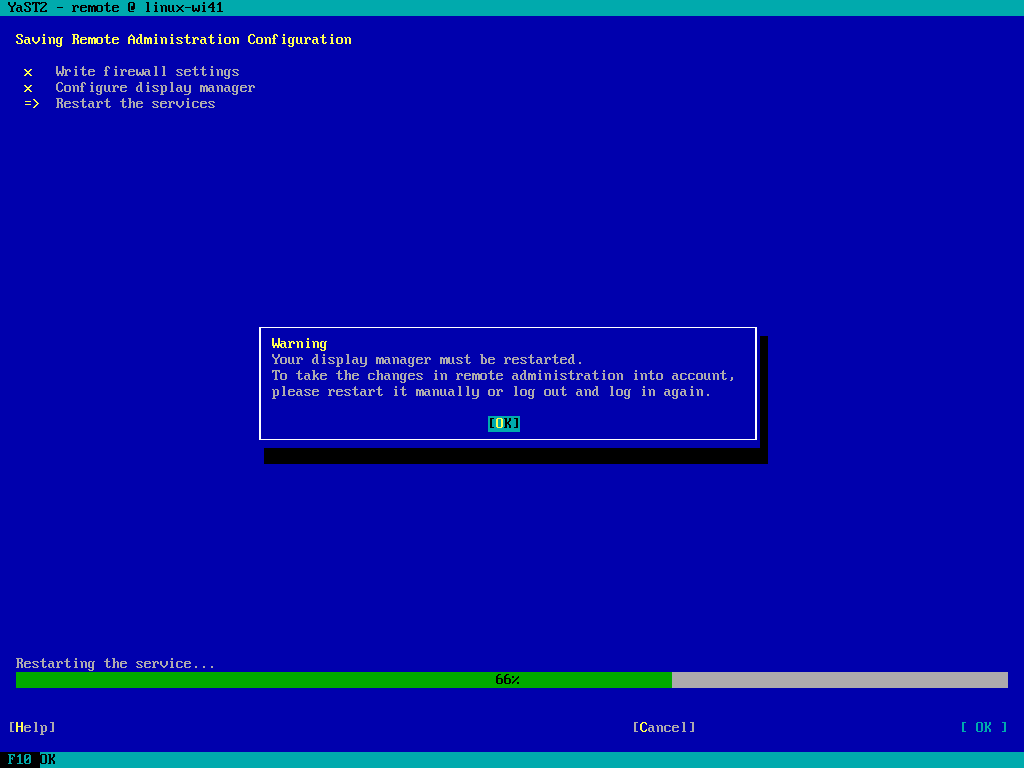 YaST2 - remote @ linux-wi41
Saving Remote Administration Configuration
x Write firewall settings
x Configure display manager
=> Restart the services
Warning
Your display manager must be restarted.
To take the changes in remote administration into account,
please restart it manually or log out and log in again.
[OK]
Restarting the service...
66%
[Help] [Cancel] [ OK ]
F10 OK